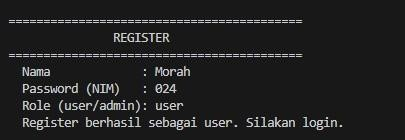 ==========================================
REGISTER
==========================================
Nama : Morah
Password (NIM) : 024
Role (user/admin): user
Register berhasil sebagai user. Silakan login.